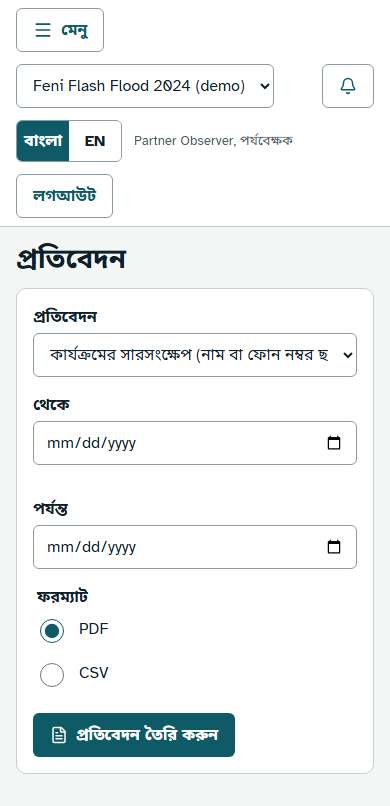 মেনু
Feni Flash Flood 2024 (demo)
বাংলা EN Partner Observer, পর্যবেক্ষক
লগআউট
প্রতিবেদন
প্রতিবেদন
কার্যক্রমের সারসংক্ষেপ (নাম বা ফোন নম্বর ছ
থেকে
mm/dd/yyyy
পর্যন্ত
mm/dd/yyyy
ফরম্যাট
PDF
CSV
প্রতিবেদন তৈরি করুন